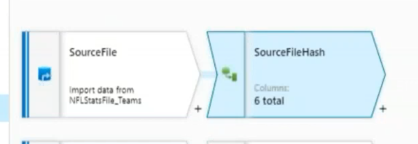 SourceFile
Import data from
NFLStatsFile_Teams
+
SourceFileHash
Columns:
6 total
+